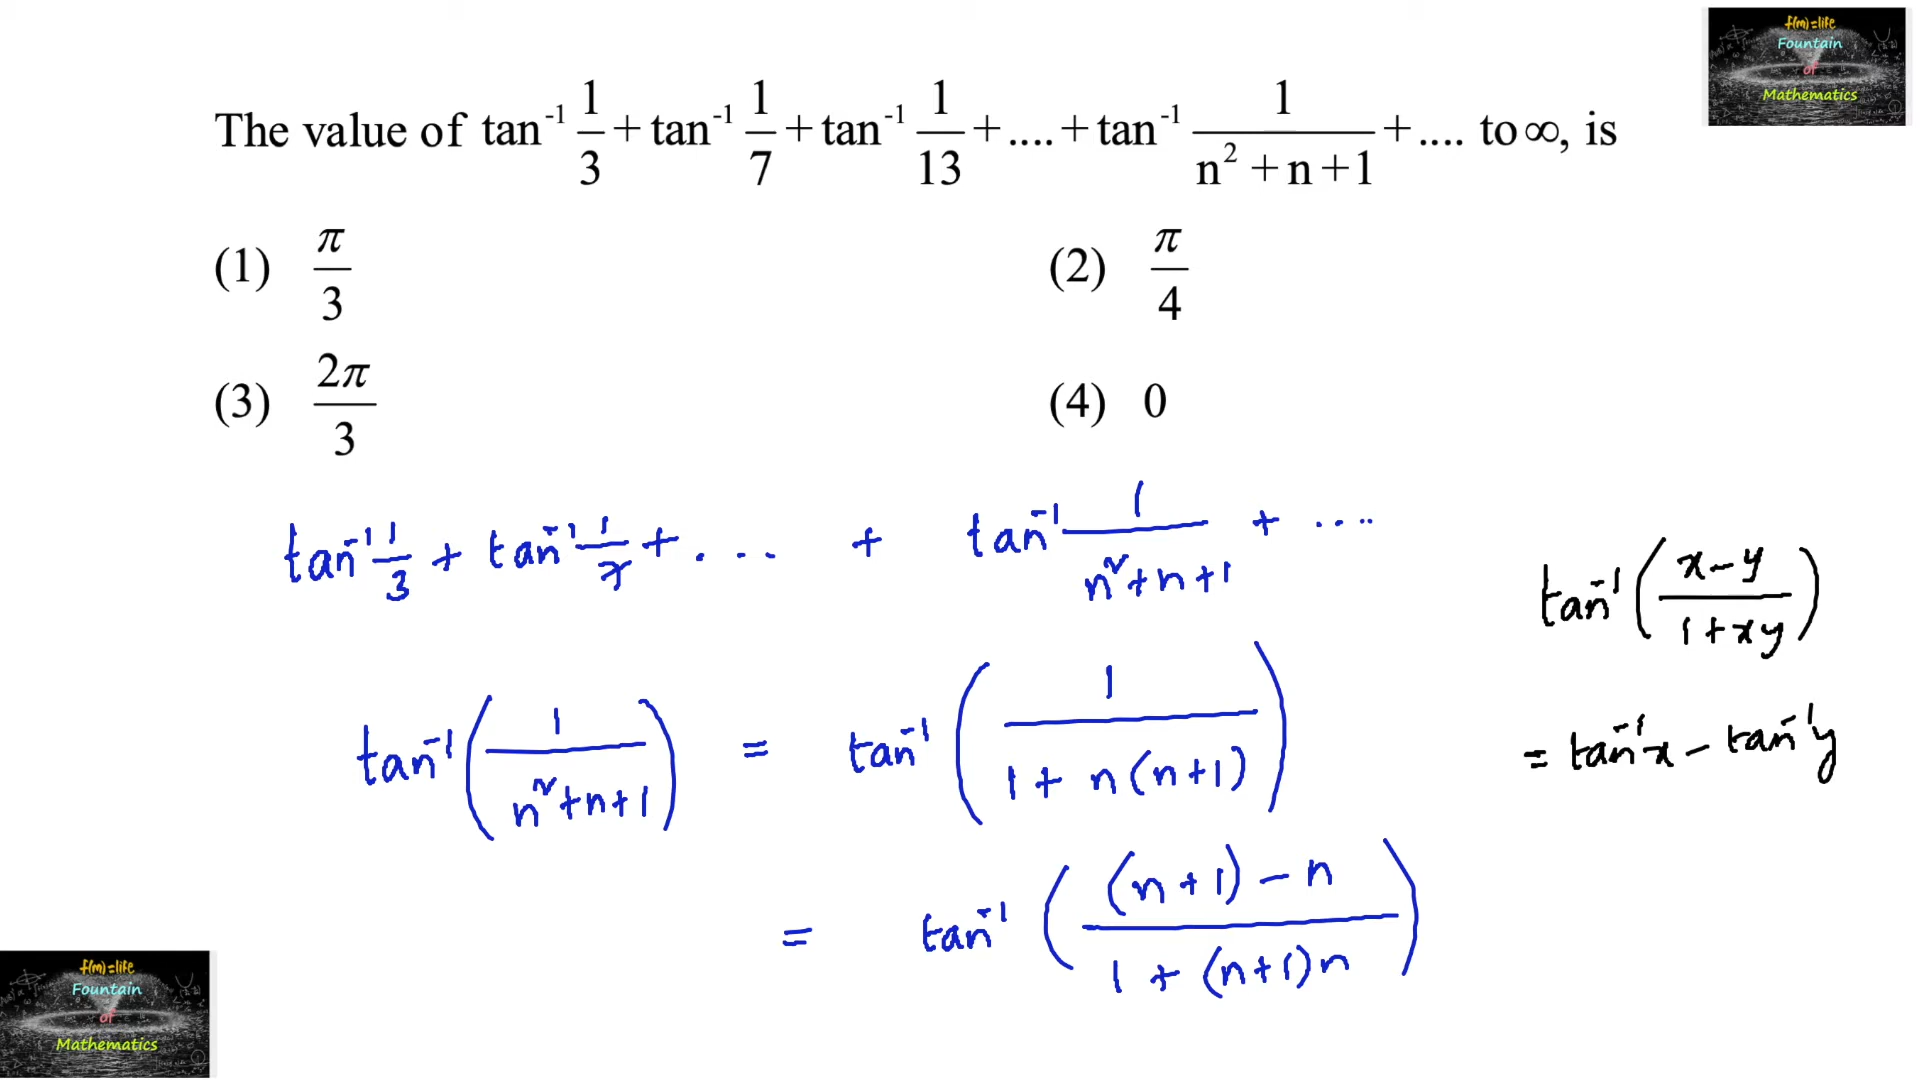 f(m)=life
Fountain
of
Mathematics
The value of tan⁻¹ 1/3 + tan⁻¹ 1/7 + tan⁻¹ 1/13 + .... + tan⁻¹ 1/(n² + n + 1) + .... to ∞, is
(1) π/3 (2) π/4
(3) 2π/3 (4) 0
tan⁻¹ 1/3 + tan⁻¹ 1/7 + . ... + tan⁻¹ 1/(n² + n + 1) + ....
tan⁻¹((x - y)/(1 + xy))
= tan⁻¹x - tan⁻¹y
tan⁻¹(1/(n² + n + 1)) = tan⁻¹(1/(1 + n(n+1)))
= tan⁻¹(((n+1) - n)/(1 + (n+1)n))
f(m)=life
Fountain
of
Mathematics